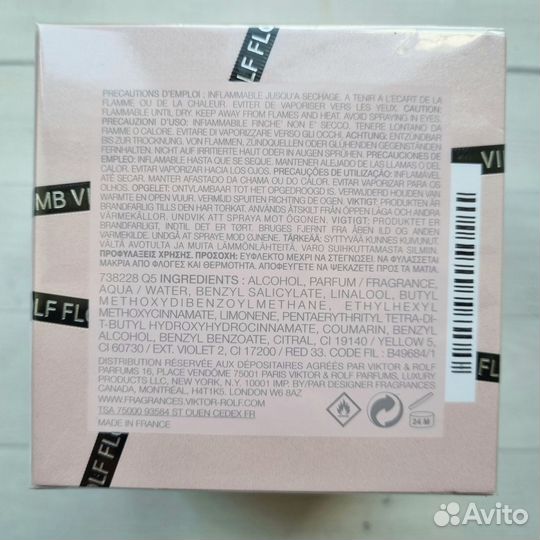 LF FLO
PRECAUTIONS D'EMPLOI : INFLAMMABLE JUSQU'A SECHAGE. A TENIR A L'ECART DE LA
FLAMME OU DE LA CHALEUR. EVITER DE VAPORISER VERS LES YEUX. CAUTION:
FLAMMABLE UNTIL DRY. KEEP AWAY FROM FLAMES AND HEAT. AVOID SPRAYING IN EYES.
PRECAUZIONI D'USO: INFIAMMABILE FINCHE' NON E' SECCO. TENERE LONTANO DA
FIAMME O CALORE. EVITARE DI VAPORIZZARE VERSO GLI OCCHI. ACHTUNG: ENTZÜNDBAR
BIS ZUR TROCKNUNG. VON FLAMMEN, ZUNDQUELLEN ODER GLÜHENDEN GEGENSTÄNDEN
FERNHALTEN. NICHT AUF IRRITIERTE HAUT ODER IN AUGEN SPRÜHEN. PRECAUCIONES DE
EMPLEO: INFLAMABLE HASTA QUE SE SEQUE. MANTENER ALEJADO DE LAS LLAMAS O DEL
CALOR. EVITAR VAPORIZAR HACIA LOS OJOS. PRECAUÇÕES DE UTILIZAÇÃO: INFLAMÁVEL
ATÉ SECAR. MANTER AFASTADO DA CHAMA OU DO CALOR. EVITAR VAPORIZAR PARA OS
OLHOS. OPGELET: ONTVLAMBAAR TOT HET OPGEDROOGD IS. VERWIJDERD HOUDEN VAN
WARMTE EN OPEN VUUR. VERMIJD SPUITEN RICHTING DE OGEN. VIKTIGT: PRODUKTEN ÄR
BRANDFARLIG TILLS DEN HAR TORKAT. ANVÄNDS ÅTSKILT FRÅN ÖPPEN LÅGA OCH ANDRA
VÄRMEKÄLLOR. UNDVIK ATT SPRAYA MOT ÖGONEN. VIGTIGT: PRODUKTET ER
BRANDFARLIGT, INDTIL DET ER TØRT. BRUGES FJERNT FRA ÅBEN ILD OG ANDEN
VARMEKILDE. UNDGÅ AT SPRAYE MOD ØJNENE. TÄRKEÄÄ: SYTTYVÄÄ KUNNES KUIVUNUT.
VÄLTÄ AVOTULTA JA MUITA LÄMMÖNLÄHTEITÄ. VARO SUIHKUTTAMASTA SILMIIN.
ΠΡΟΦΥΛΑΞΕΙΣ ΧΡΗΣΗΣ. ΠΡΟΣΟΧΗ: ΕΥΦΛΕΚΤΟ ΜΕΧΡΙ ΝΑ ΣΤΕΓΝΩΣΕΙ. ΝΑ ΦΥΛΑΣΣΕΤΑΙ
ΜΑΚΡΙΑ ΑΠΟ ΦΛΟΓΕΣ ΚΑΙ ΘΕΡΜΟΤΗΤΑ. ΑΠΟΦΕΥΓΕΤΕ ΝΑ ΨΕΚΑΖΕΤΕ ΠΡΟΣ ΤΑ ΜΑΤΙΑ.
738228 Q5 INGREDIENTS : ALCOHOL, PARFUM / FRAGRANCE,
AQUA / WATER, BENZYL SALICYLATE, LINALOOL, BUTYL
METHOXYDIBENZOYLMETHANE, ETHYLHEXYL
METHOXYCINNAMATE, LIMONENE, PENTAERYTHRITYL TETRA-DI-
T-BUTYL HYDROXYHYDROCINNAMATE, COUMARIN, BENZYL
ALCOHOL, BENZYL BENZOATE, CITRAL, CI 19140 / YELLOW 5,
CI 60730 / EXT. VIOLET 2, CI 17200 / RED 33. CODE FIL : B49684/1
DISTRIBUTION RÉSERVÉE AUX DÉPOSITAIRES AGRÉÉS PAR VIKTOR & ROLF
PARFUMS 16, PLACE VENDÔME 75001 PARIS VIKTOR & ROLF PARFUMS, LUXURY
PRODUCTS LLC, NEW YORK, N.Y. 10001 IMP. BY/PAR DESIGNER FRAGRANCES
CANADA, MONTREAL, H4T1K5. LONDON W6 8AZ
WWW.FRAGRANCES.VIKTOR-ROLF.COM
TSA 75000 93584 ST OUEN CEDEX FR
MADE IN FRANCE
24 M
MB VI
VI
LF FLO
LF FLO
Avito